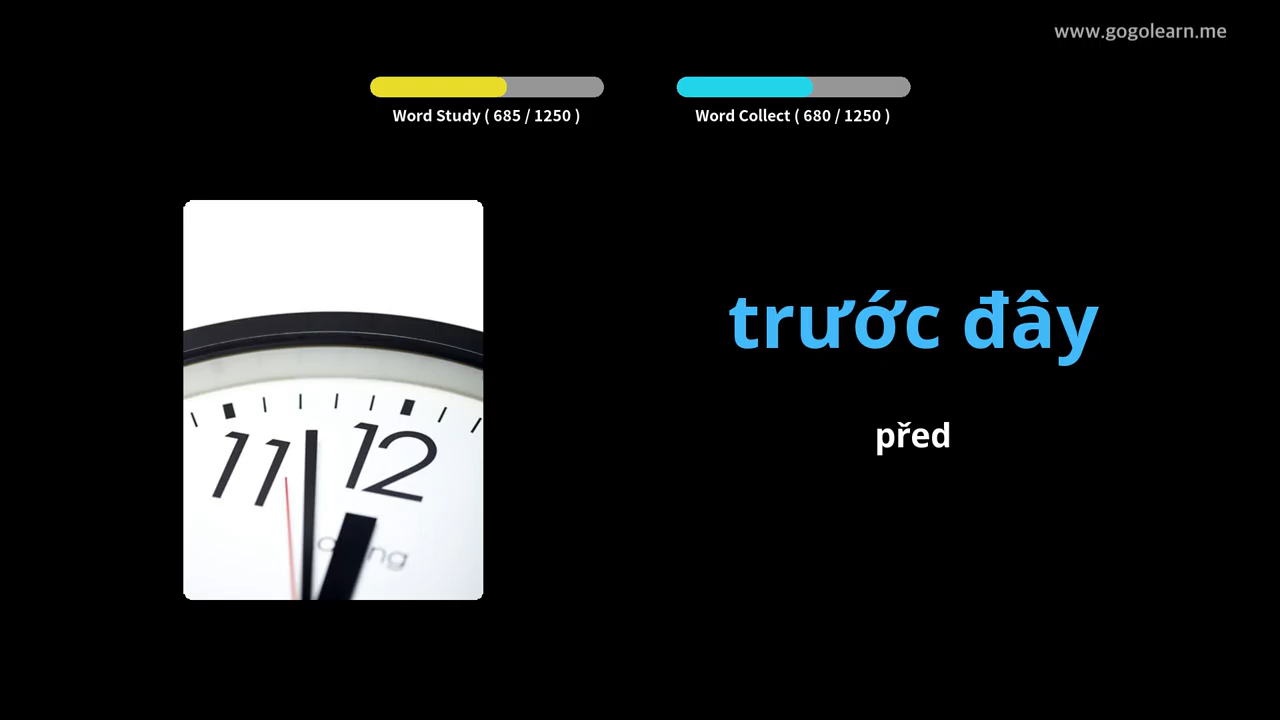 www.gogolearn.me
Word Study ( 685 / 1250 )
Word Collect ( 680 / 1250 )
trước đây
před
11
12